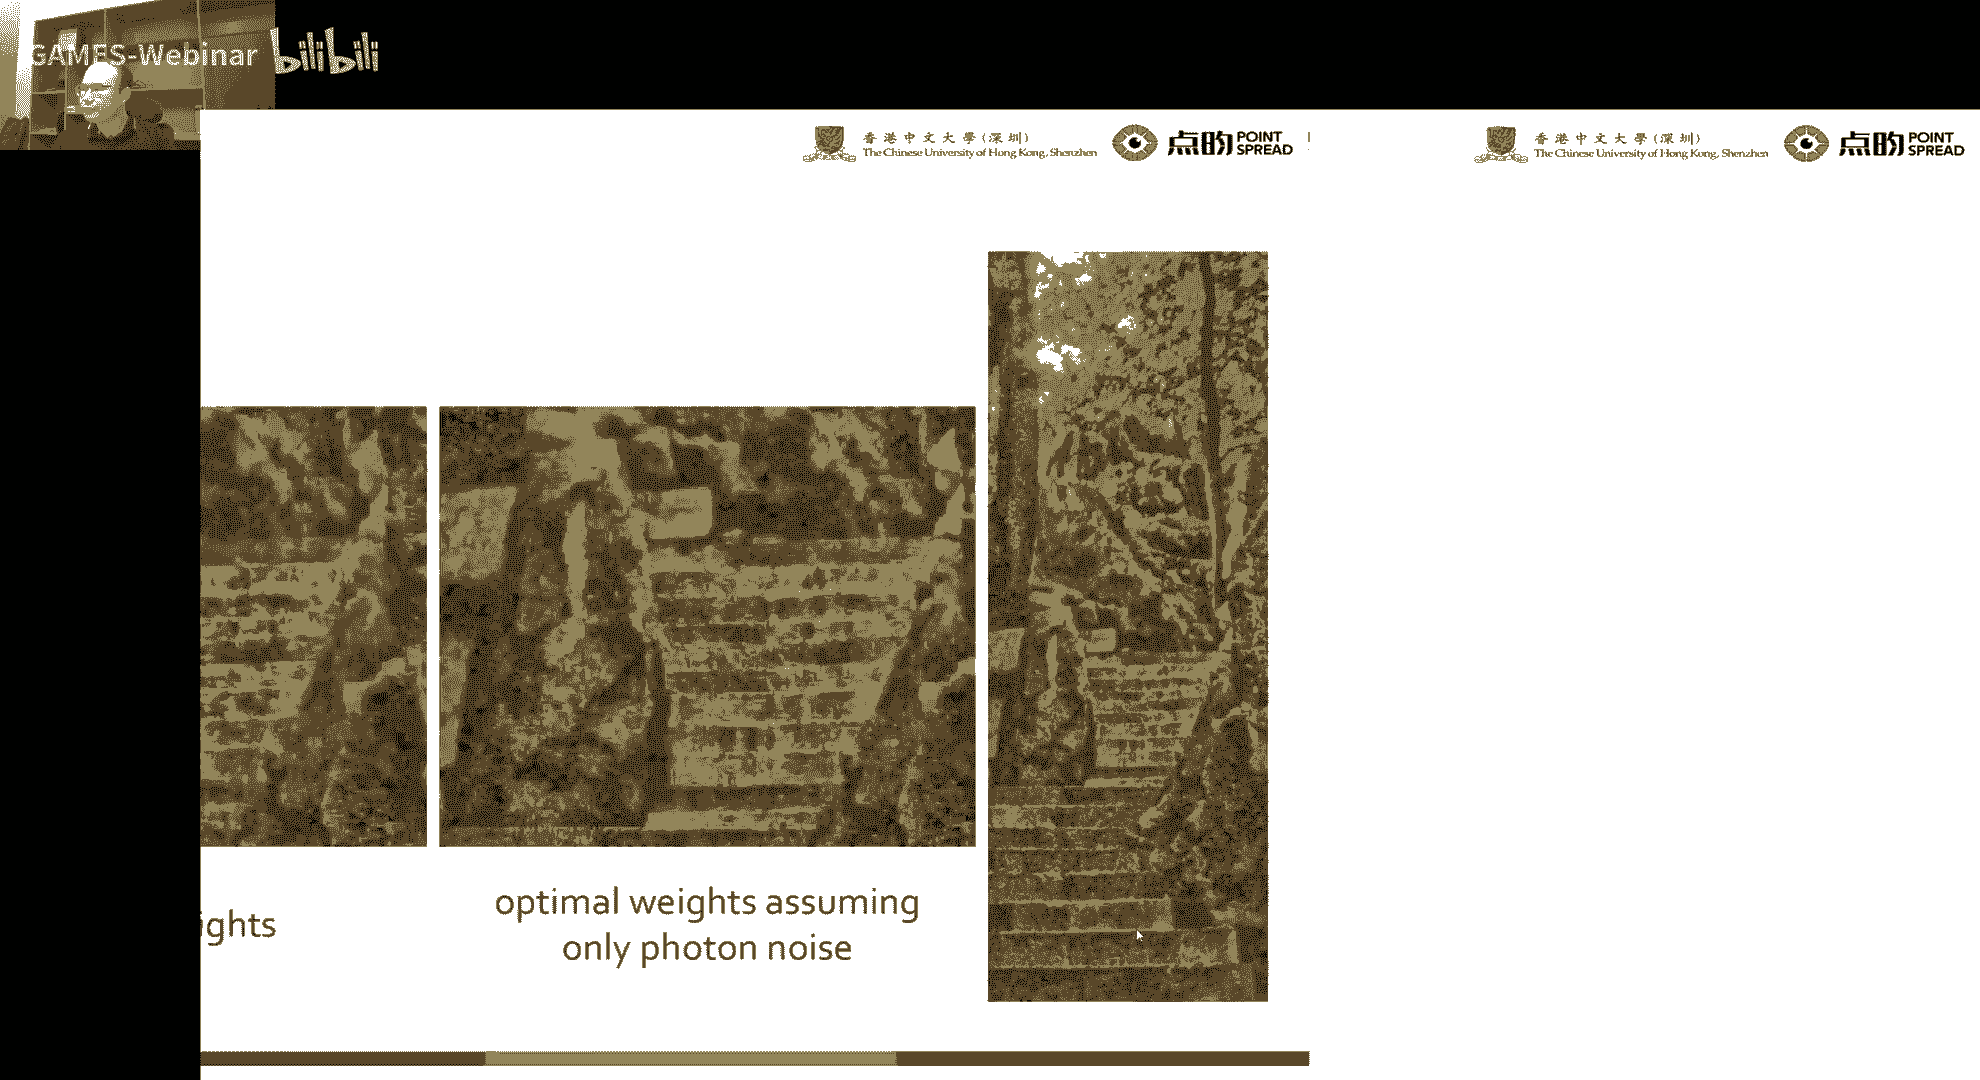 GAMES-Webinar
bilibili
香港中文大學(深圳)
The Chinese University of Hong Kong, Shenzhen
点昀
POINT
SPREAD
香港中文大學(深圳)
The Chinese University of Hong Kong, Shenzhen
点昀
POINT
SPREAD
ights
optimal weights assuming
only photon noise